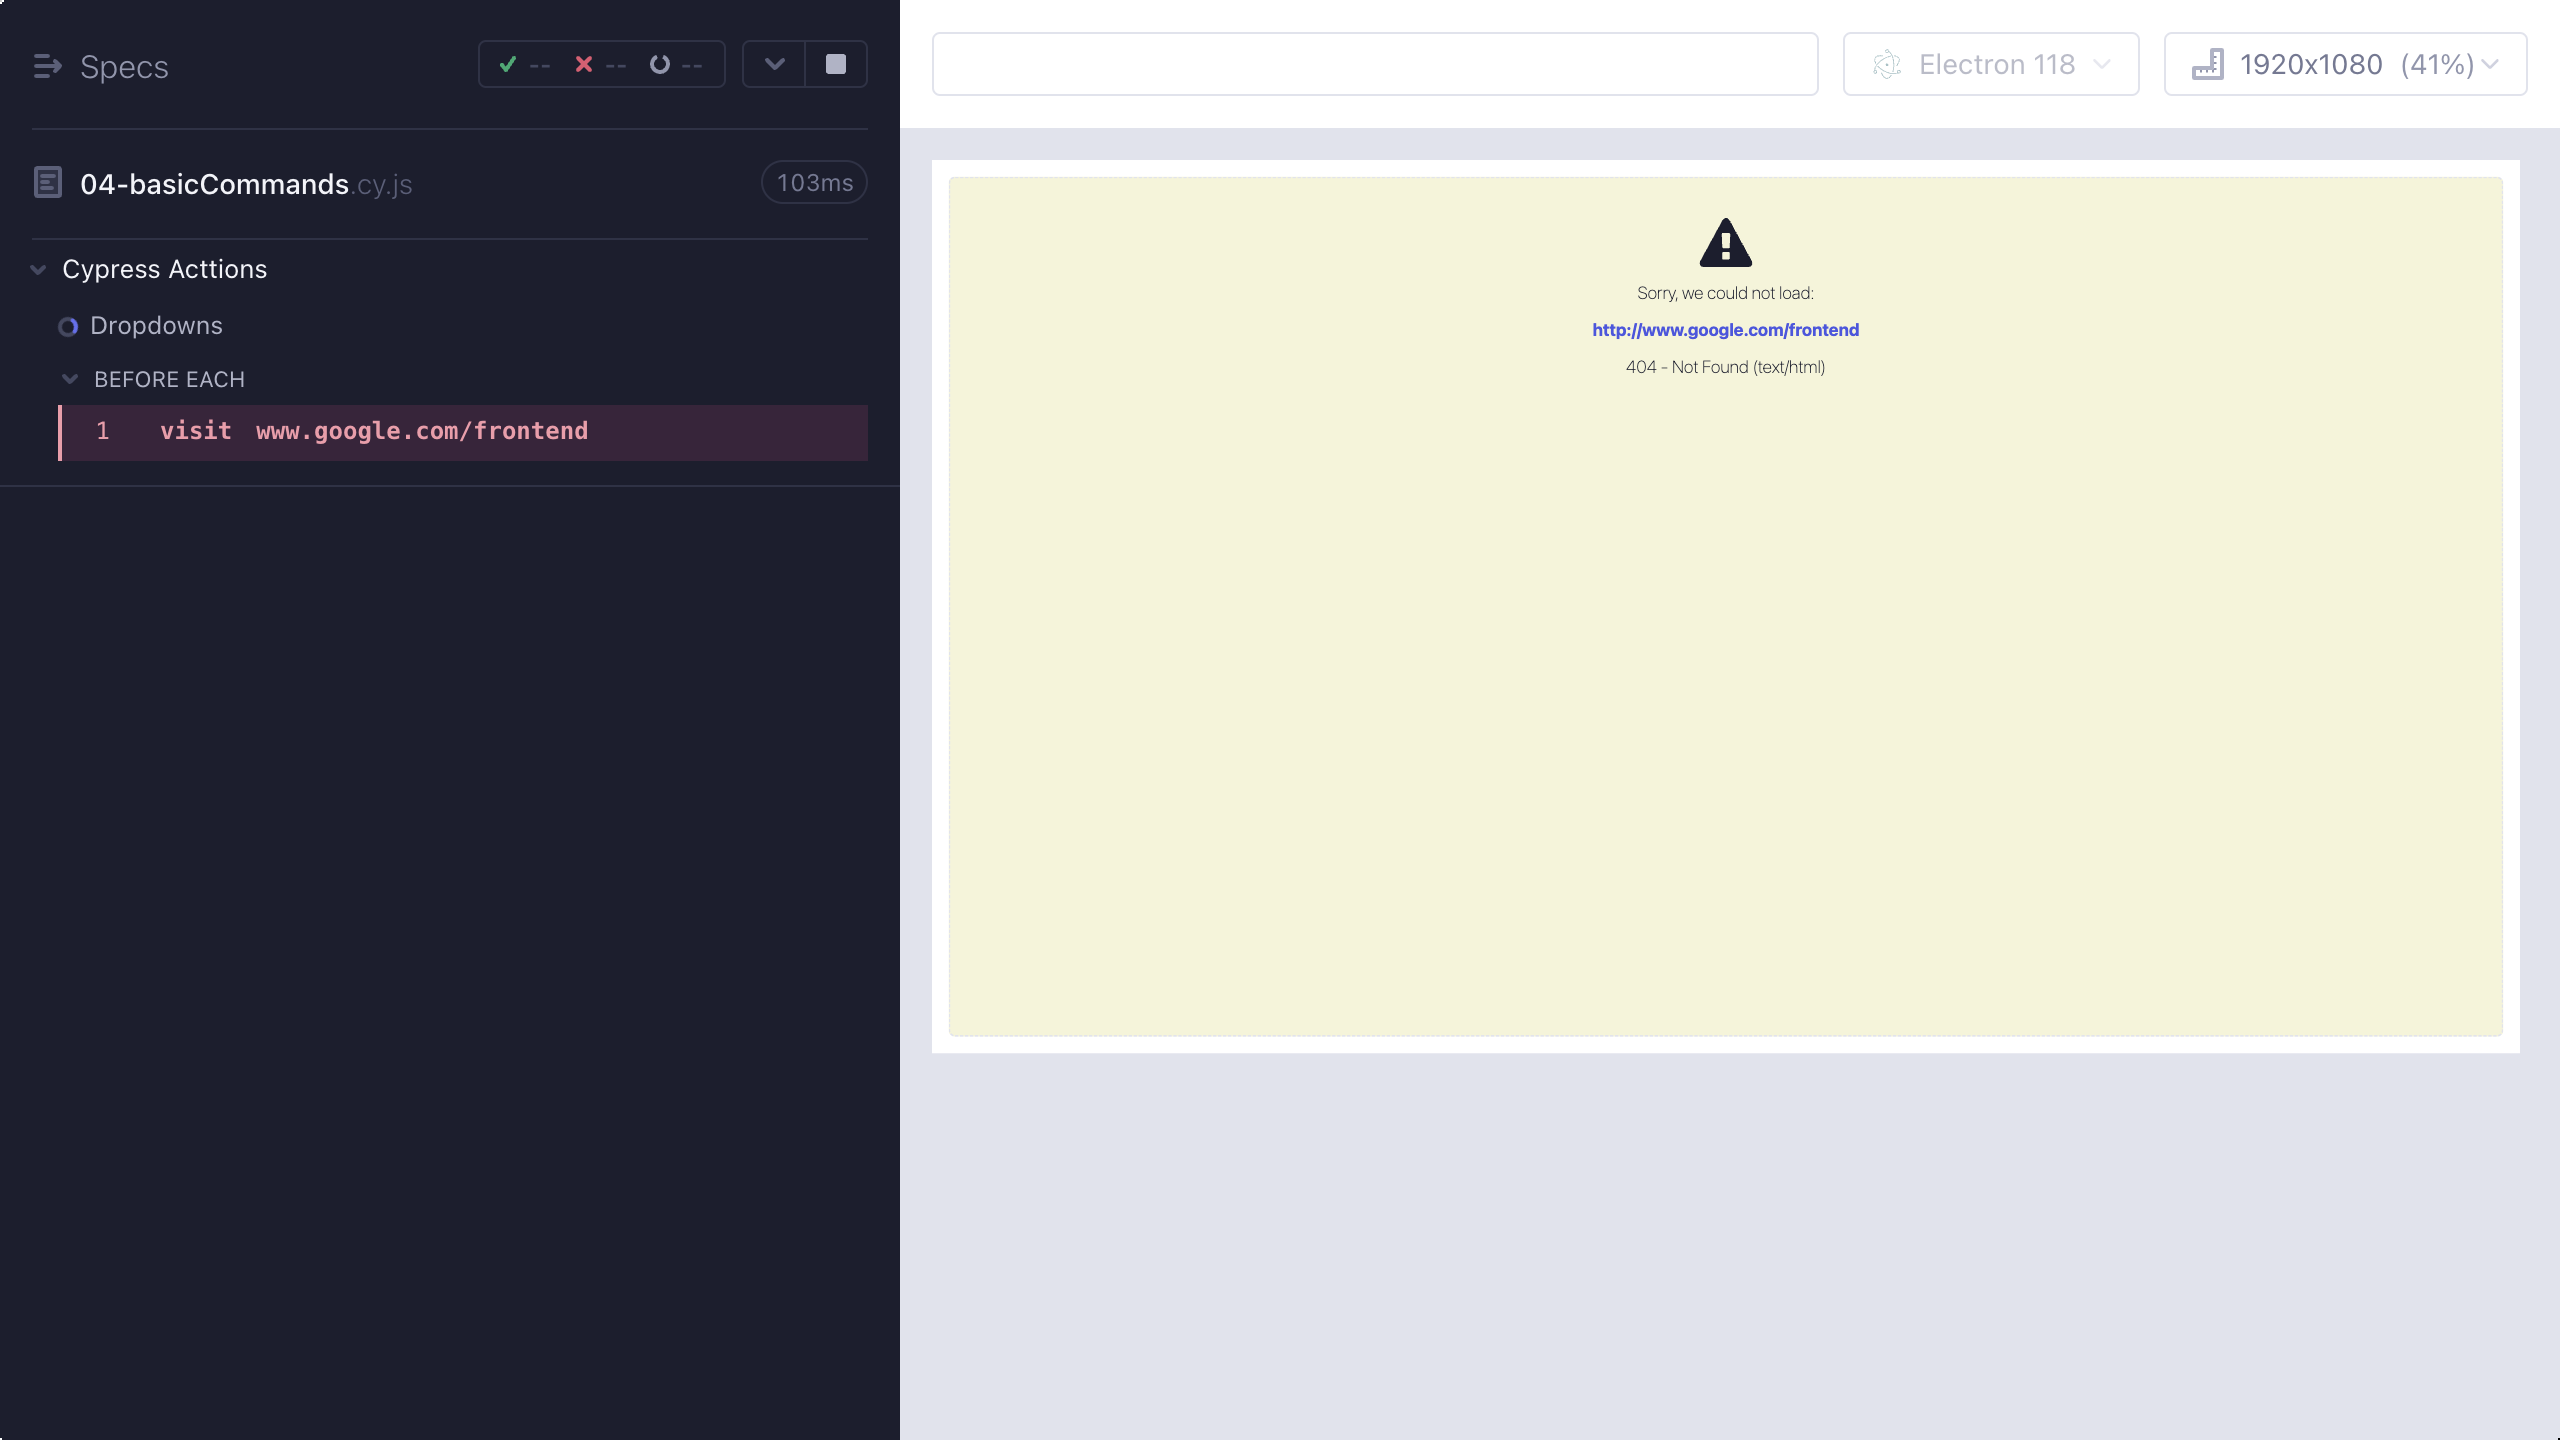 Specs
-- -- --
04-basicCommands.cy.js
103ms
Cypress Acttions
Dropdowns
BEFORE EACH
1 visit www.google.com/frontend
Electron 118
1920x1080 (41%)
Sorry, we could not load:
http://www.google.com/frontend
404 - Not Found (text/html)